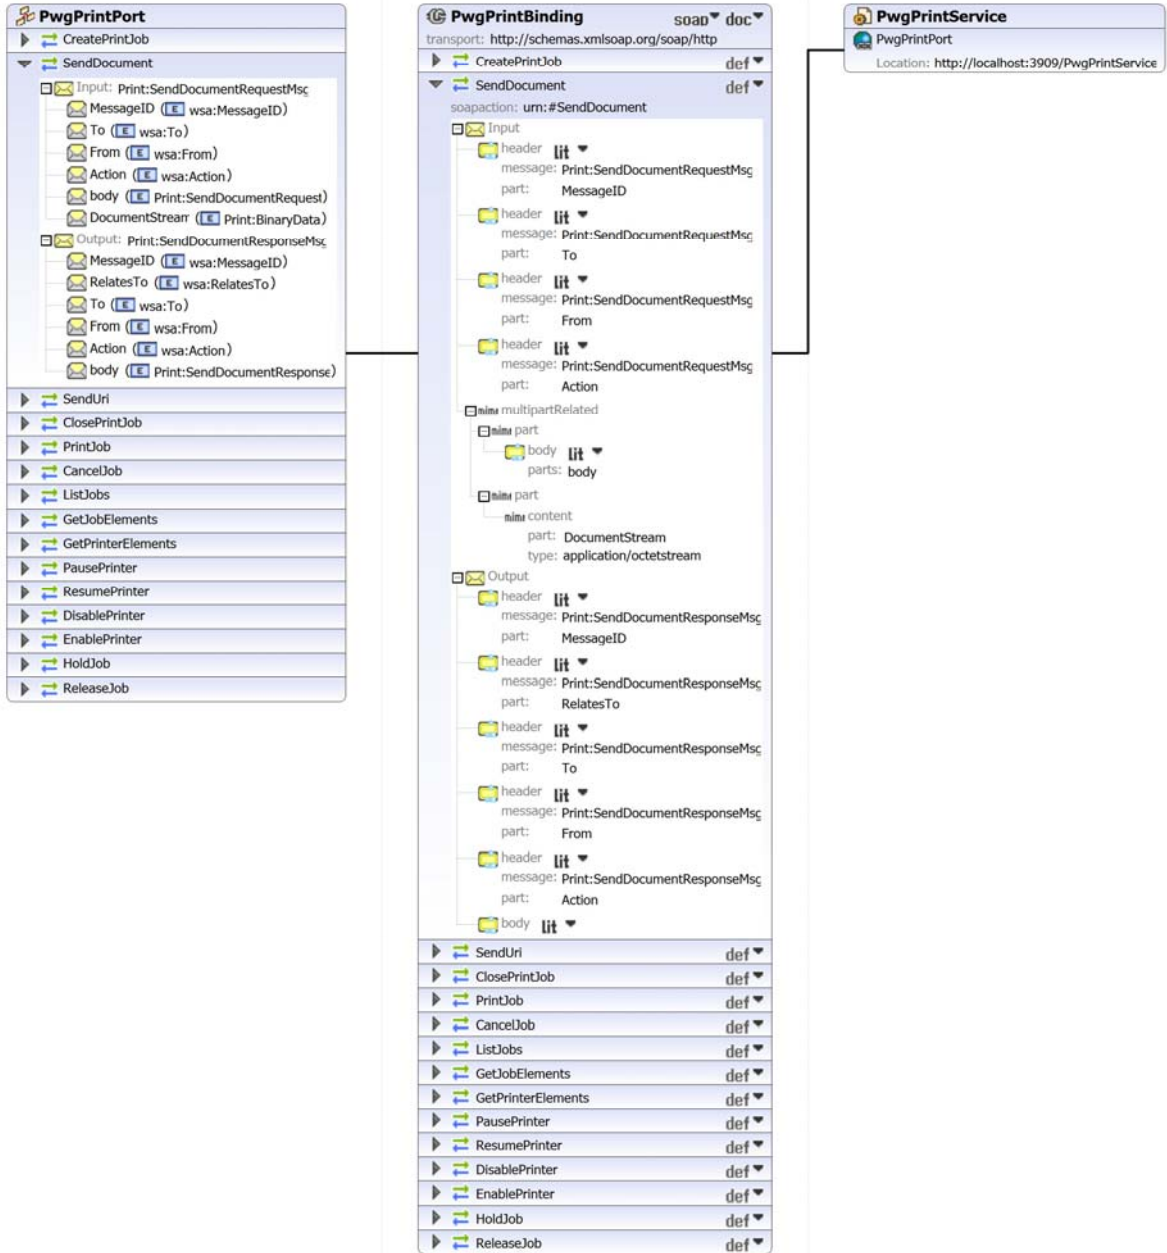 PwgPrintPort
CreatePrintJob
SendDocument
Input: Print:SendDocumentRequestMsg
MessageID (E wsa:MessageID)
To (E wsa:To)
From (E wsa:From)
Action (E wsa:Action)
body (E Print:SendDocumentRequest)
DocumentStream (E Print:BinaryData)
Output: Print:SendDocumentResponseMsg
MessageID (E wsa:MessageID)
RelatesTo (E wsa:RelatesTo)
To (E wsa:To)
From (E wsa:From)
Action (E wsa:Action)
body (E Print:SendDocumentResponse)
SendUri
ClosePrintJob
PrintJob
CancelJob
ListJobs
GetJobElements
GetPrinterElements
PausePrinter
ResumePrinter
DisablePrinter
EnablePrinter
HoldJob
ReleaseJob
PwgPrintBinding soap doc
transport: http://schemas.xmlsoap.org/soap/http
CreatePrintJob def
SendDocument def
soapaction: urn:#SendDocument
Input
header lit
message: Print:SendDocumentRequestMsg
part: MessageID
header lit
message: Print:SendDocumentRequestMsg
part: To
header lit
message: Print:SendDocumentRequestMsg
part: From
header lit
message: Print:SendDocumentRequestMsg
part: Action
mime multipartRelated
mime part
body lit
parts: body
mime part
mime content
part: DocumentStream
type: application/octetstream
Output
header lit
message: Print:SendDocumentResponseMsg
part: MessageID
header lit
message: Print:SendDocumentResponseMsg
part: RelatesTo
header lit
message: Print:SendDocumentResponseMsg
part: To
header lit
message: Print:SendDocumentResponseMsg
part: From
header lit
message: Print:SendDocumentResponseMsg
part: Action
body lit
SendUri def
ClosePrintJob def
PrintJob def
CancelJob def
ListJobs def
GetJobElements def
GetPrinterElements def
PausePrinter def
ResumePrinter def
DisablePrinter def
EnablePrinter def
HoldJob def
ReleaseJob def
PwgPrintService
PwgPrintPort
Location: http://localhost:3909/PwgPrintService